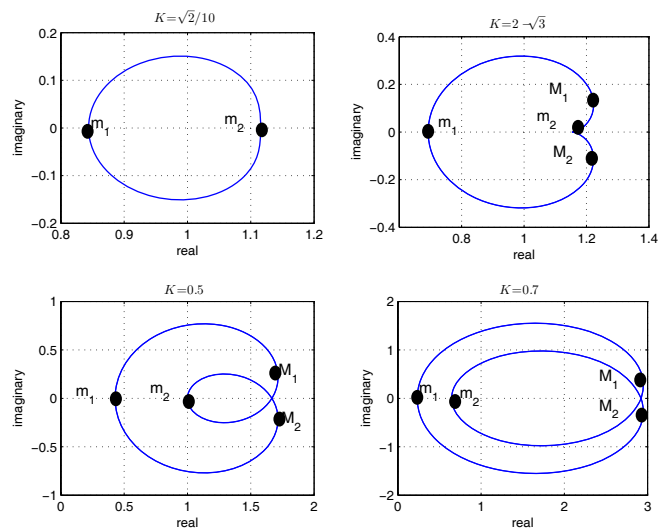 K=√2/10
0.2
0.1
0
−0.1
−0.2
imaginary
m1
m2
0.8
0.9
1
1.1
1.2
real
K=2−√3
0.4
0.2
0
−0.2
−0.4
imaginary
m1
M1
m2
M2
0.8
1
1.2
1.4
real
K=0.5
1
0.5
0
−0.5
−1
imaginary
m1
m2
M1
M2
0
0.5
1
1.5
2
real
K=0.7
2
1
0
−1
−2
imaginary
m1
m2
M1
M2
0
1
2
3
real